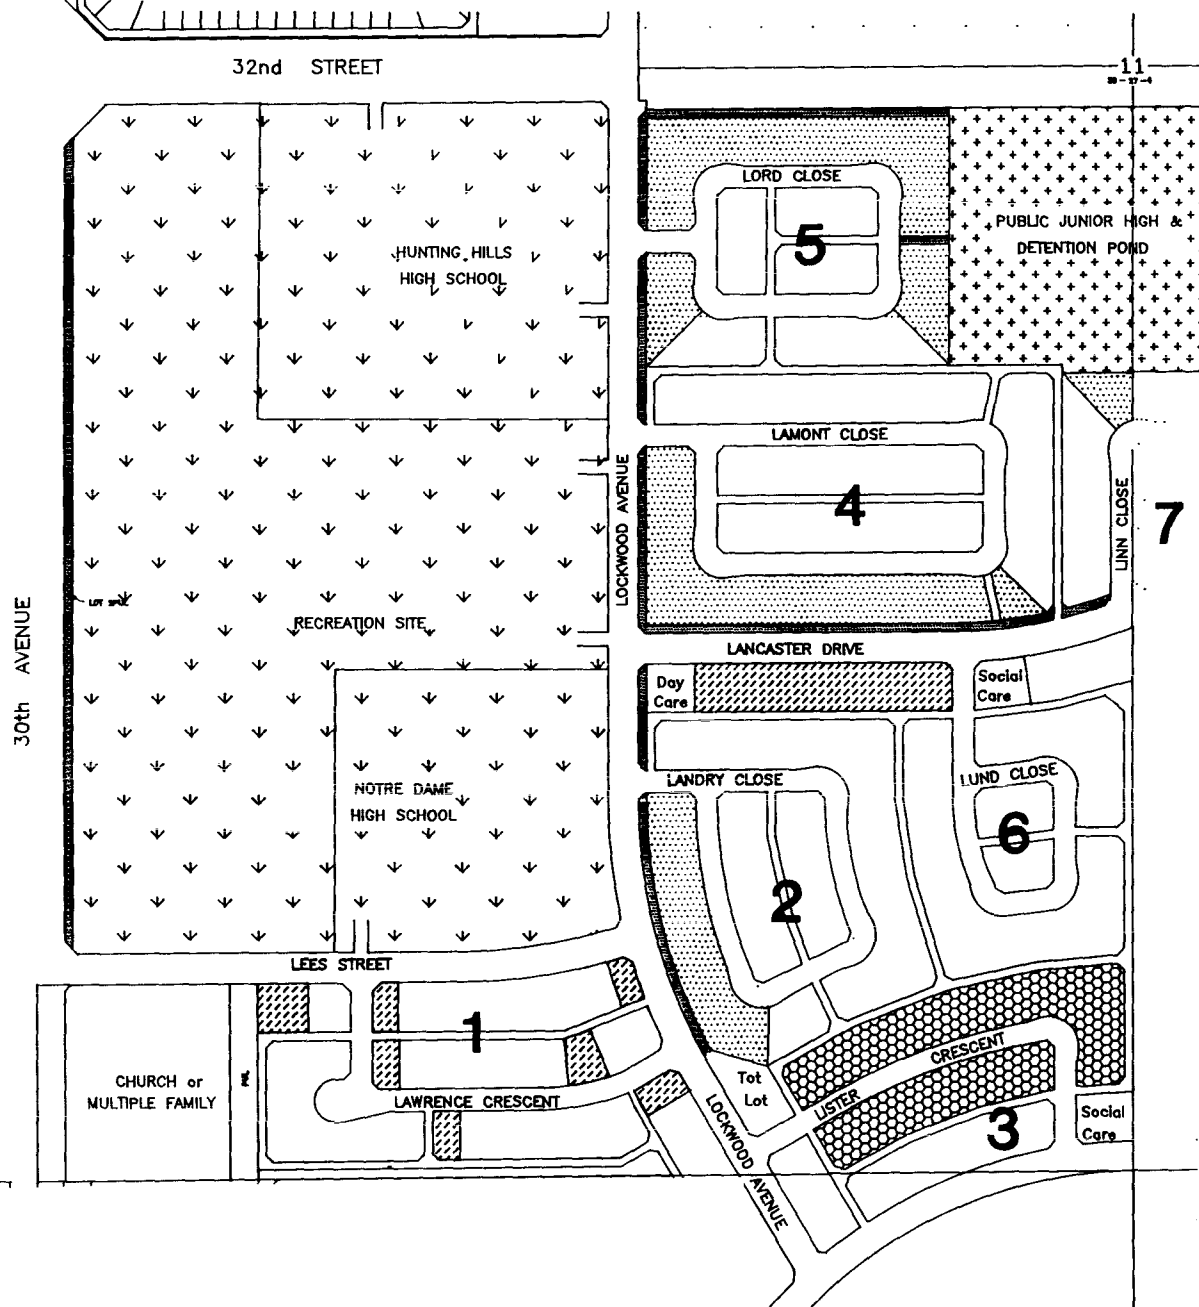 32nd STREET
11
LORD CLOSE
5
PUBLIC JUNIOR HIGH &
DETENTION POND
HUNTING HILLS
HIGH SCHOOL
LAMONT CLOSE
4
LOCKWOOD AVENUE
LINN CLOSE
7
30th AVENUE
RECREATION SITE
LANCASTER DRIVE
Day
Care
Social
Care
LANDRY CLOSE
LUND CLOSE
NOTRE DAME
HIGH SCHOOL
6
2
LEES STREET
1
CRESCENT
CHURCH or
MULTIPLE FAMILY
LAWRENCE CRESCENT
Tot
Lot
LISTER
3
Social
Care
LOCKWOOD AVENUE